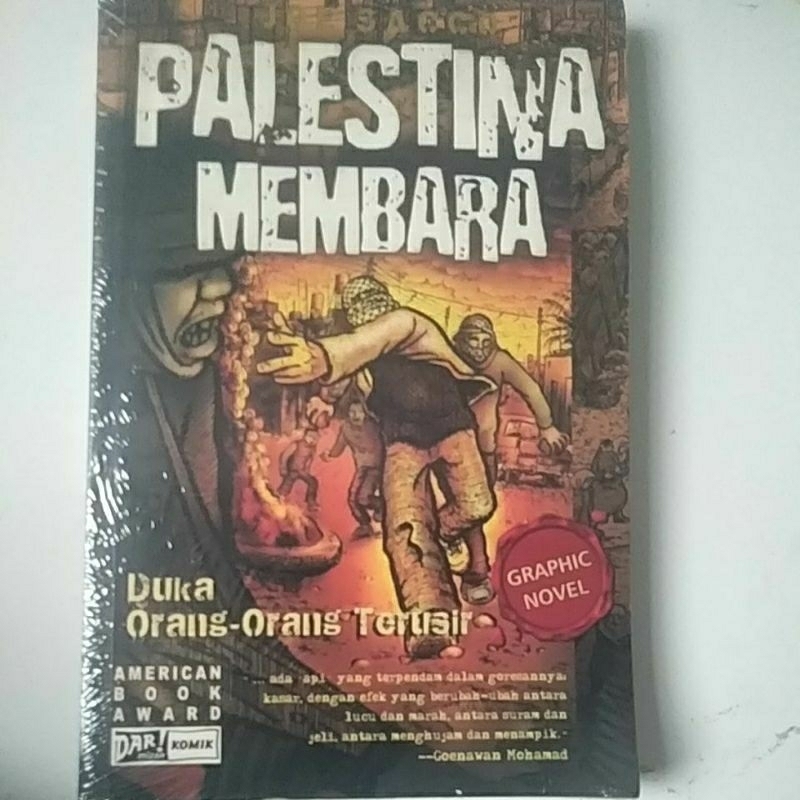 JOE SACCO
PALESTINA
MEMBARA
GRAPHIC
NOVEL
Duka
Orang-Orang Terusir
AMERICAN
BOOK
AWARD
DAR!
mizan
KOMIK
"... ada "api" yang terpendam dalam goresannya:
kasar, dengan efek yang berubah-ubah antara
lucu dan marah, antara suram dan
jeli, antara menghujam dan menampik."
—Goenawan Mohamad